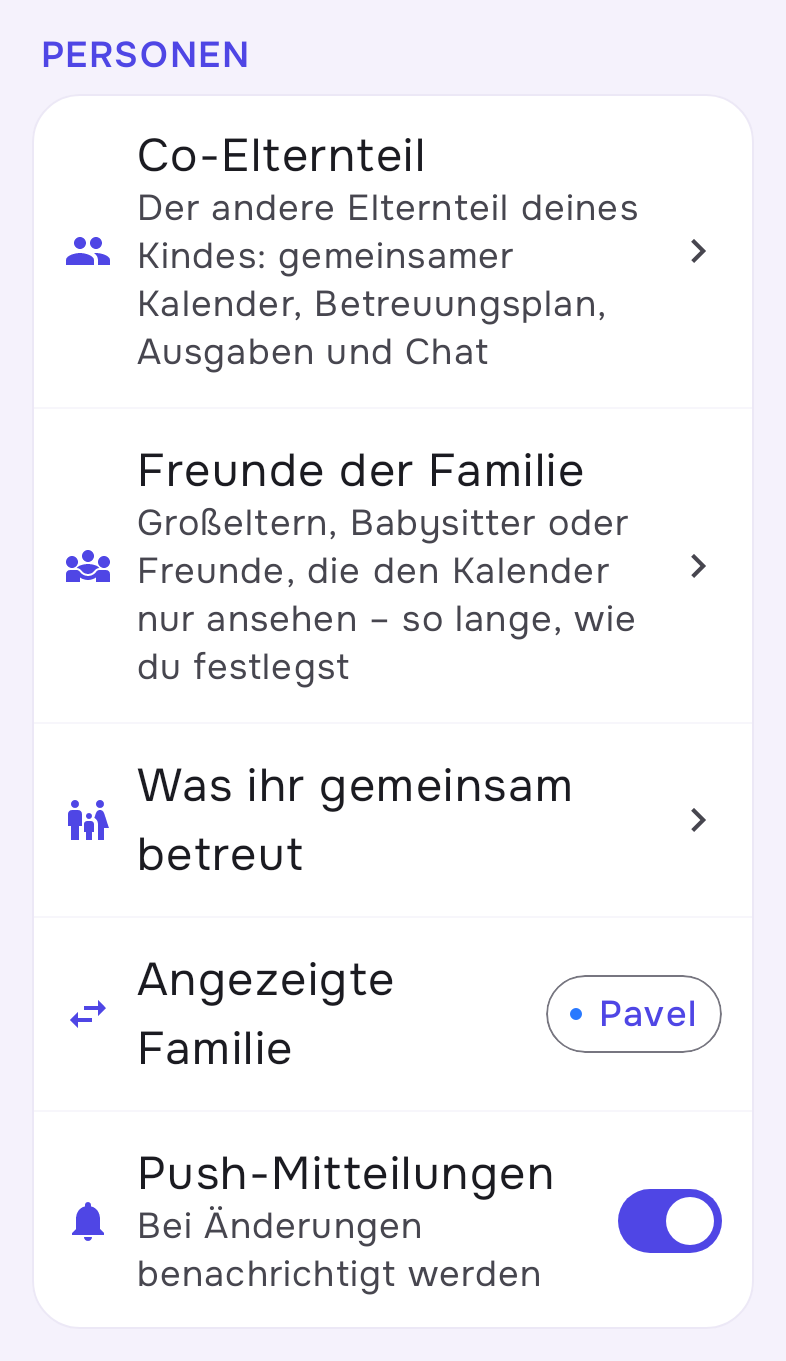 PERSONEN
Co-Elternteil
Der andere Elternteil deines
Kindes: gemeinsamer
Kalender, Betreuungsplan,
Ausgaben und Chat
Freunde der Familie
Großeltern, Babysitter oder
Freunde, die den Kalender
nur ansehen – so lange, wie
du festlegst
Was ihr gemeinsam
betreut
Angezeigte
Familie
Pavel
Push-Mitteilungen
Bei Änderungen
benachrichtigt werden